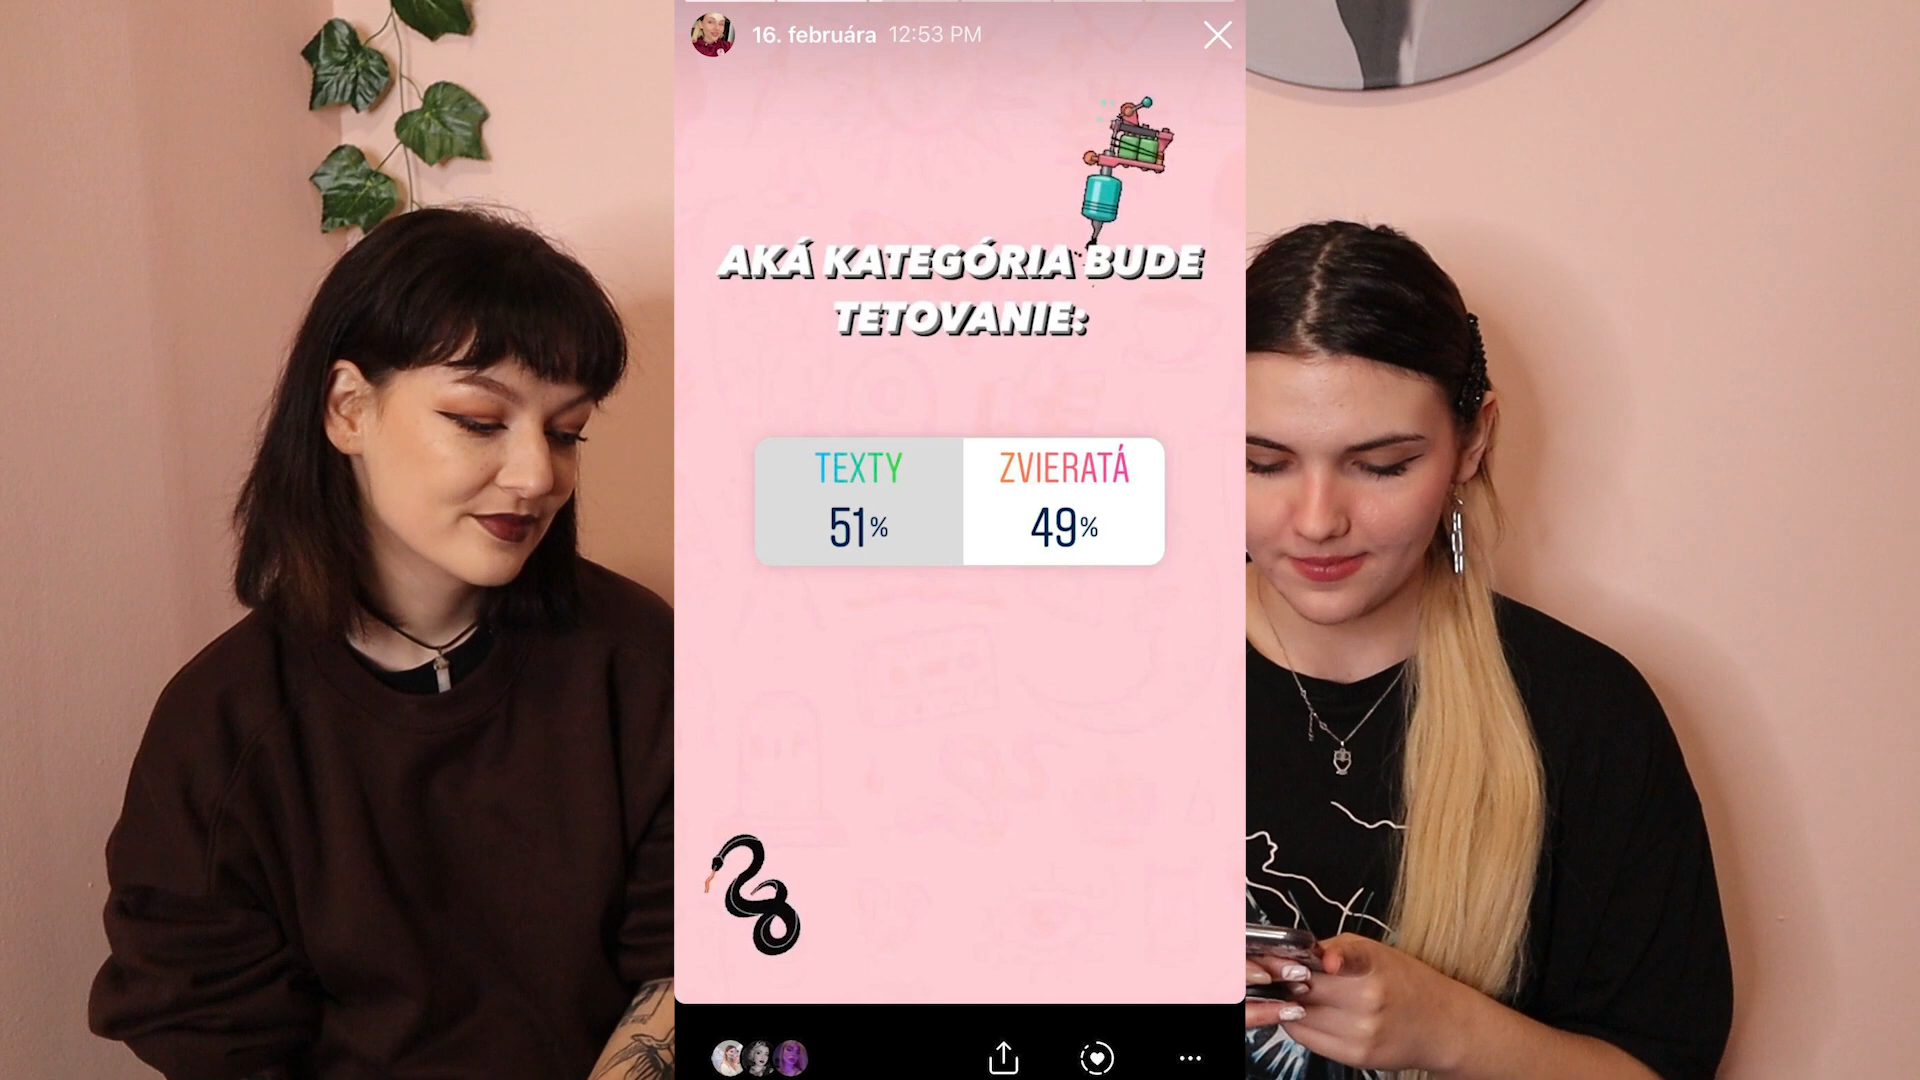 16. februára 12:53 PM
AKÁ KATEGÓRIA BUDE
TETOVANIE:
TEXTY ZVIERATÁ
51% 49%